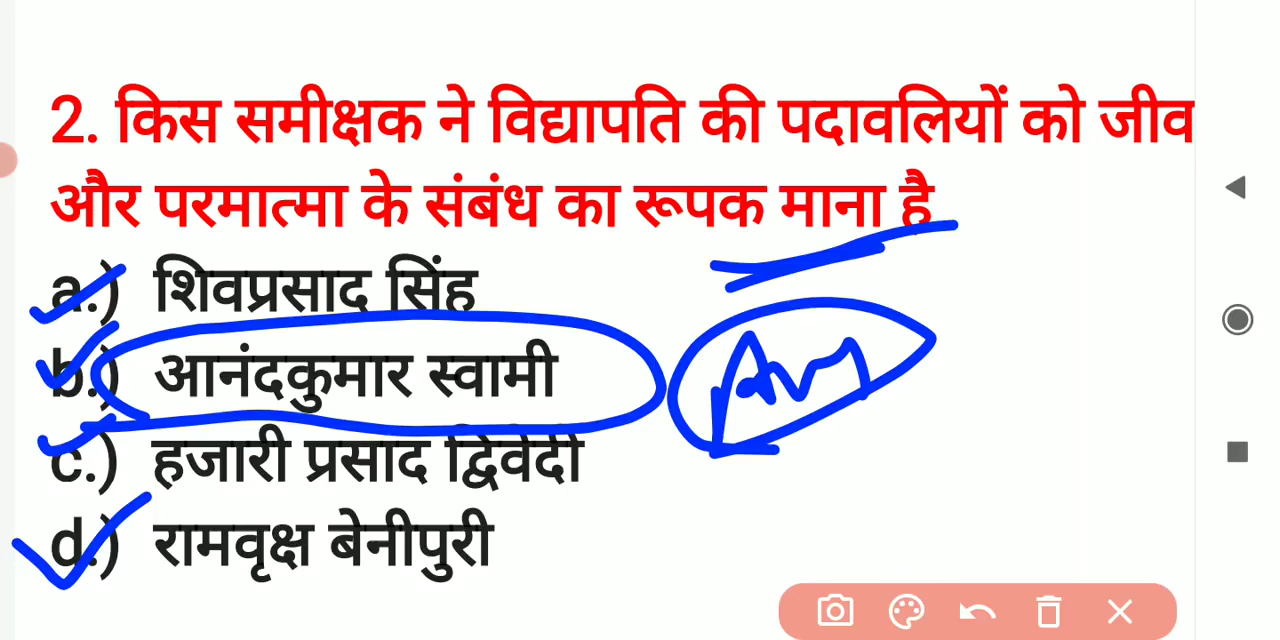 2. किस समीक्षक ने विद्यापति की पदावलियों को जीव
और परमात्मा के संबंध का रूपक माना है
a.) शिवप्रसाद सिंह
b.) आनंदकुमार स्वामी
c.) हजारी प्रसाद द्विवेदी
d.) रामवृक्ष बेनीपुरी